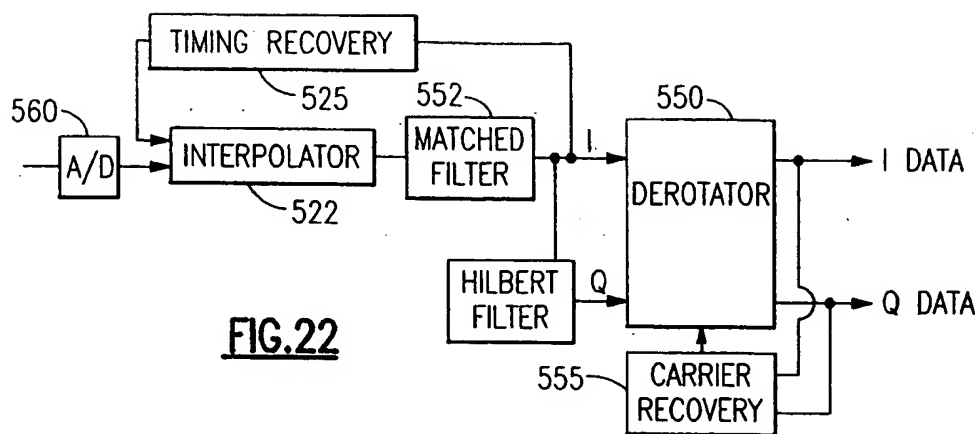 TIMING RECOVERY
525
560
A/D
INTERPOLATOR
522
552
MATCHED
FILTER
I
550
DEROTATOR
I DATA
HILBERT
FILTER
Q
Q DATA
FIG.22
555
CARRIER
RECOVERY